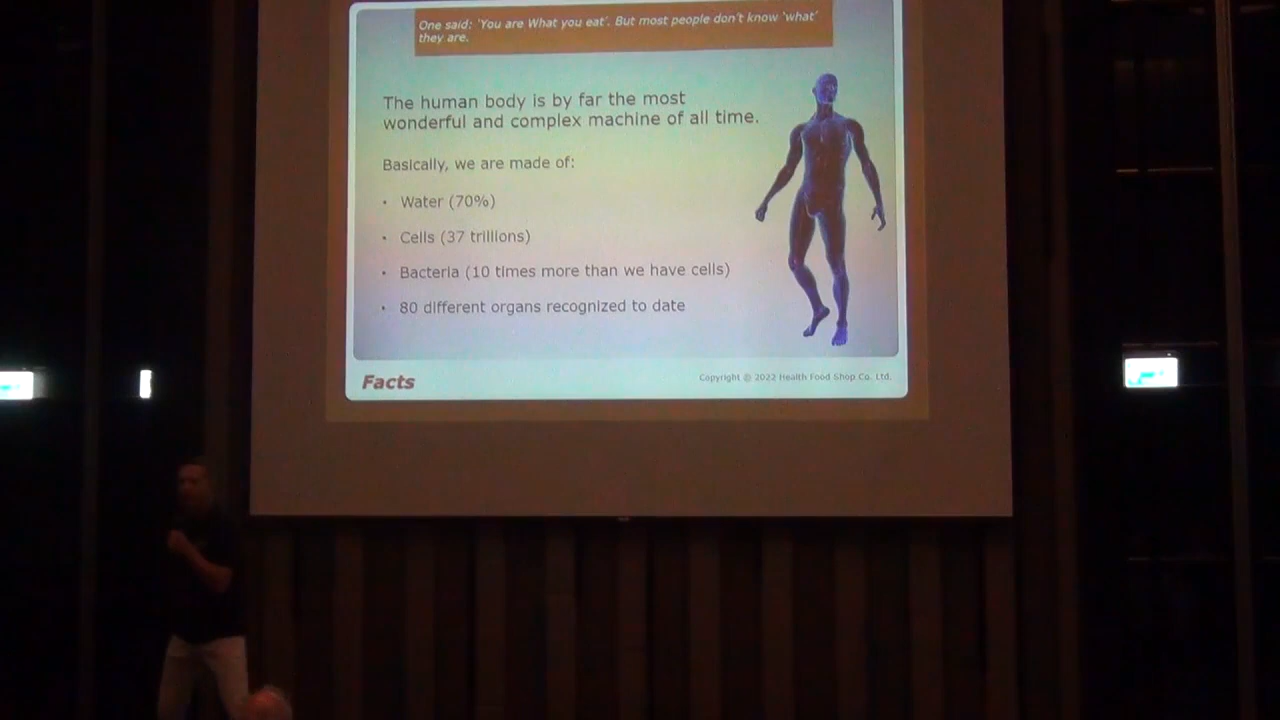 One said: 'You are What you eat'. But most people don't know 'what'
they are.
The human body is by far the most
wonderful and complex machine of all time.
Basically, we are made of:
• Water (70%)
• Cells (37 trillions)
• Bacteria (10 times more than we have cells)
• 80 different organs recognized to date
Facts
Copyright © 2022 Health Food Shop Co. Ltd.